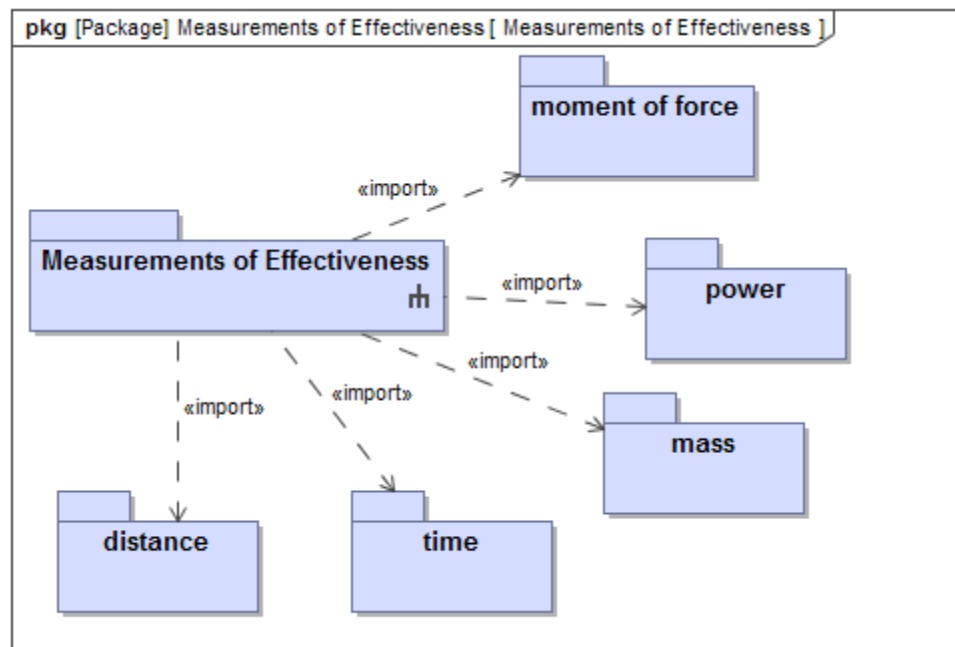 pkg [Package] Measurements of Effectiveness [ Measurements of Effectiveness ]
moment of force
«import»
Measurements of Effectiveness
«import»
power
«import»
«import»
«import»
mass
distance
time